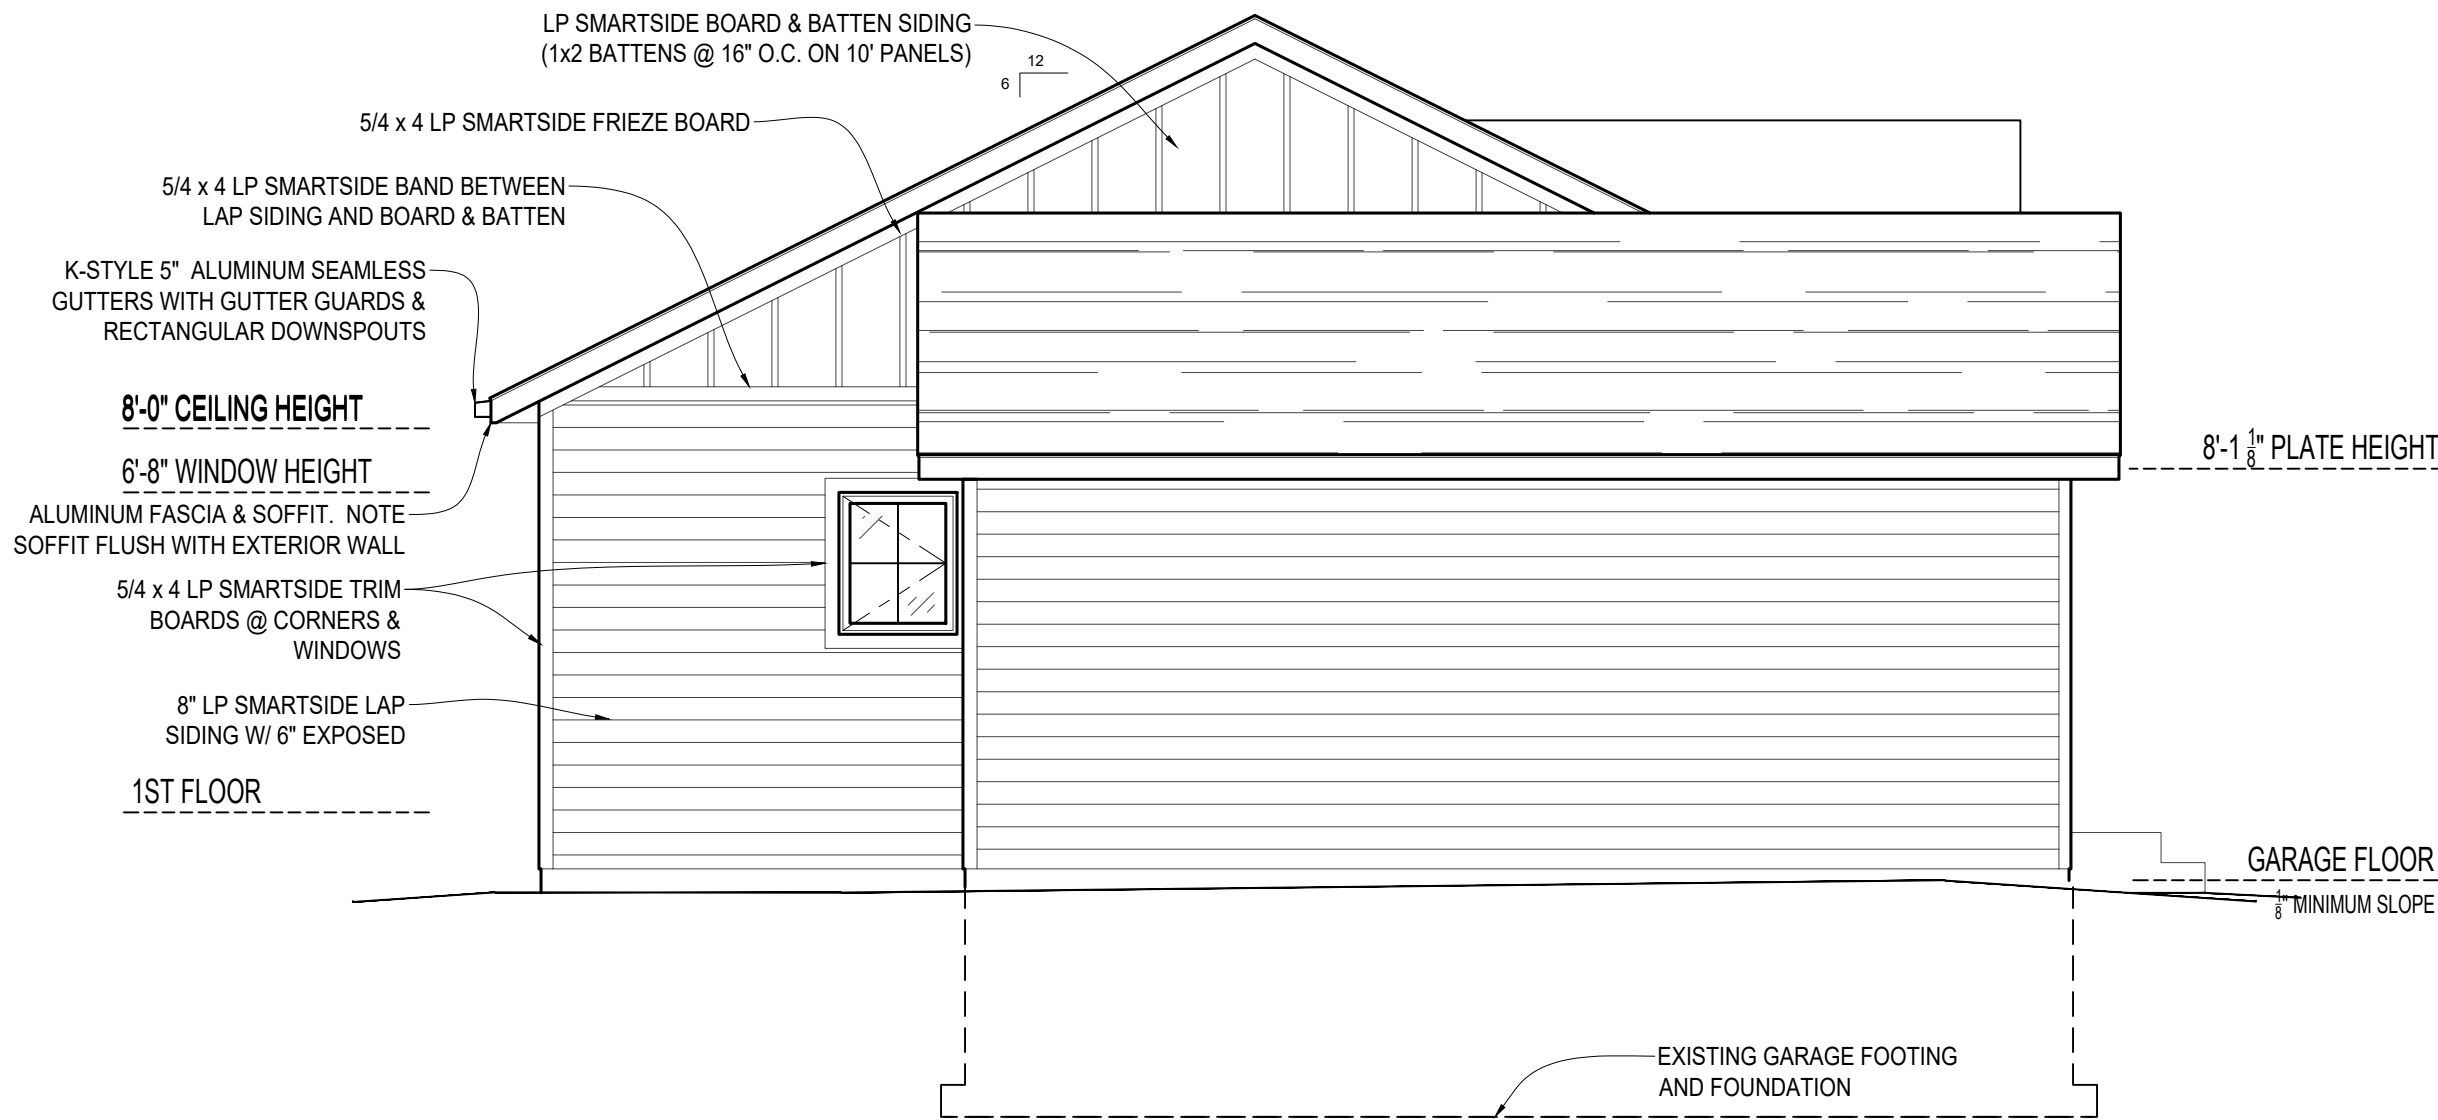 LP SMARTSIDE BOARD & BATTEN SIDING
(1x2 BATTENS @ 16" O.C. ON 10' PANELS)
12
6
5/4 x 4 LP SMARTSIDE FRIEZE BOARD
5/4 x 4 LP SMARTSIDE BAND BETWEEN
LAP SIDING AND BOARD & BATTEN
K-STYLE 5" ALUMINUM SEAMLESS
GUTTERS WITH GUTTER GUARDS &
RECTANGULAR DOWNSPOUTS
8'-0" CEILING HEIGHT
6'-8" WINDOW HEIGHT
ALUMINUM FASCIA & SOFFIT. NOTE
SOFFIT FLUSH WITH EXTERIOR WALL
5/4 x 4 LP SMARTSIDE TRIM
BOARDS @ CORNERS &
WINDOWS
8" LP SMARTSIDE LAP
SIDING W/ 6" EXPOSED
1ST FLOOR
8'-1 1/8" PLATE HEIGHT
GARAGE FLOOR
1/8" MINIMUM SLOPE
EXISTING GARAGE FOOTING
AND FOUNDATION